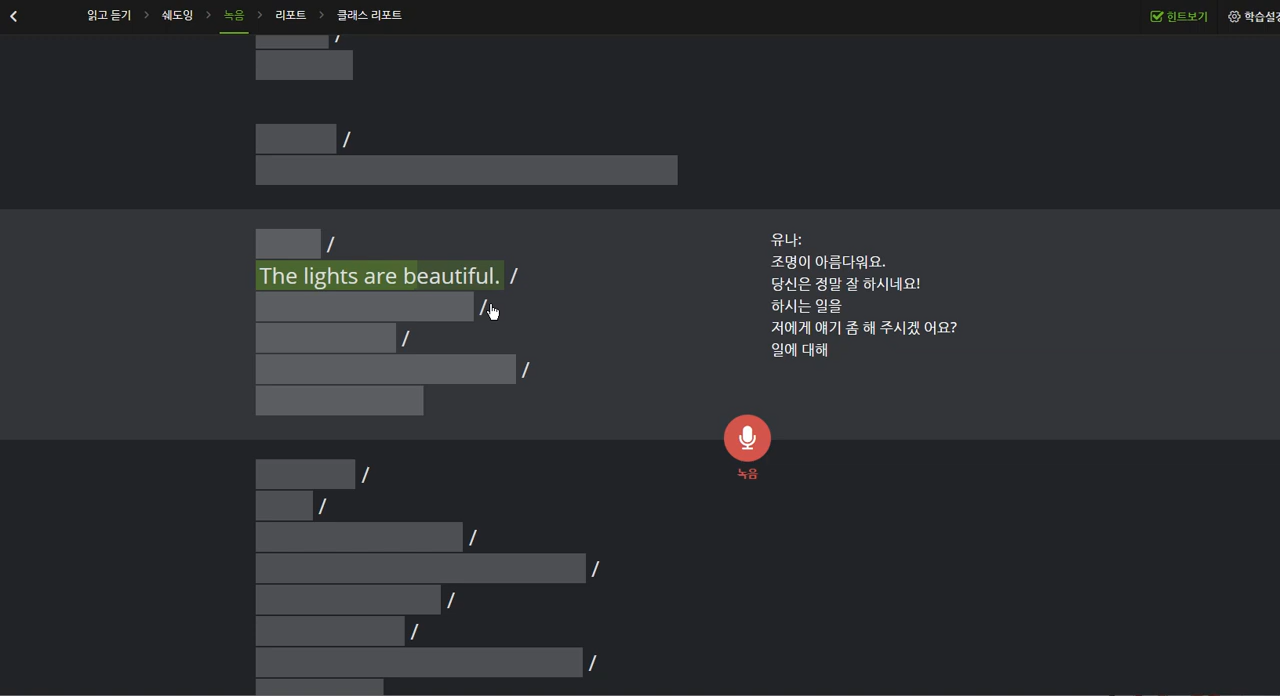 읽고 듣기 > 쉐도잉 > 녹음 > 리포트 > 클래스 리포트
힌트보기
학습설정
/
/
/
The lights are beautiful. /
/
/
/
유나:
조명이 아름다워요.
당신은 정말 잘 하시네요!
하시는 일을
저에게 얘기 좀 해 주시겠 어요?
일에 대해
녹음
/
/
/
/
/
/
/